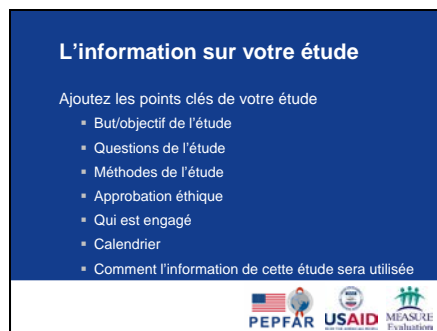 L'information sur votre étude
Ajoutez les points clés de votre étude
▪ But/objectif de l'étude
▪ Questions de l'étude
▪ Méthodes de l'étude
▪ Approbation éthique
▪ Qui est engagé
▪ Calendrier
▪ Comment l'information de cette étude sera utilisée
PEPFAR
USAID
MEASURE
Evaluation